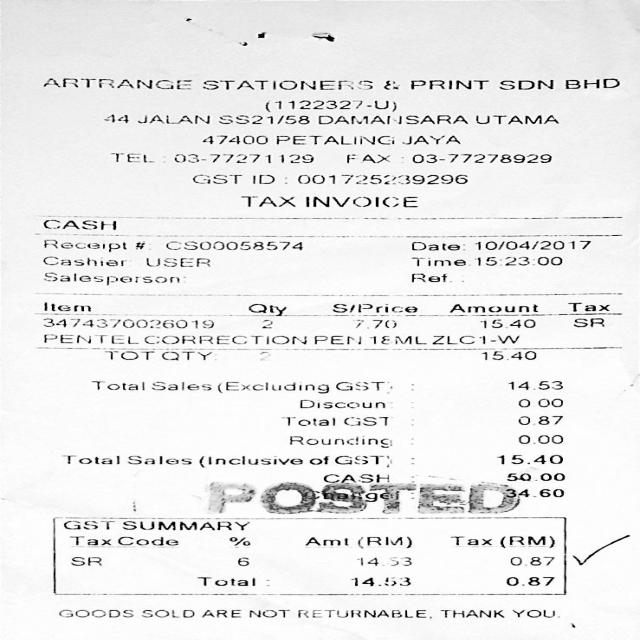 ARTRANGE STATIONERS & PRINT SDN BHD
(1122327-U)
44 JALAN SS21/58 DAMANSARA UTAMA
47400 PETALING JAYA
TEL : 03-77271129 FAX : 03-77278929
GST ID : 001725239296
TAX INVOICE
CASH
Receipt #: CS00058574 Date: 10/04/2017
Cashier: USER Time: 15:23:00
Salesperson: Ref. :
Item Qty S/Price Amount Tax
3474370026019 2 7.70 15.40 SR
PENTEL CORRECTION PEN 18ML ZLC1-W
TOT QTY: 2 15.40
Total Sales (Excluding GST) : 14.53
Discoun : 0.00
Total GST : 0.87
Rounding : 0.00
Total Sales (Inclusive of GST) : 15.40
CASH : 50.00
Change : 34.60
POSTED
GST SUMMARY
Tax Code % Amt (RM) Tax (RM)
SR 6 14.53 0.87
Total : 14.53 0.87
GOODS SOLD ARE NOT RETURNABLE, THANK YOU.